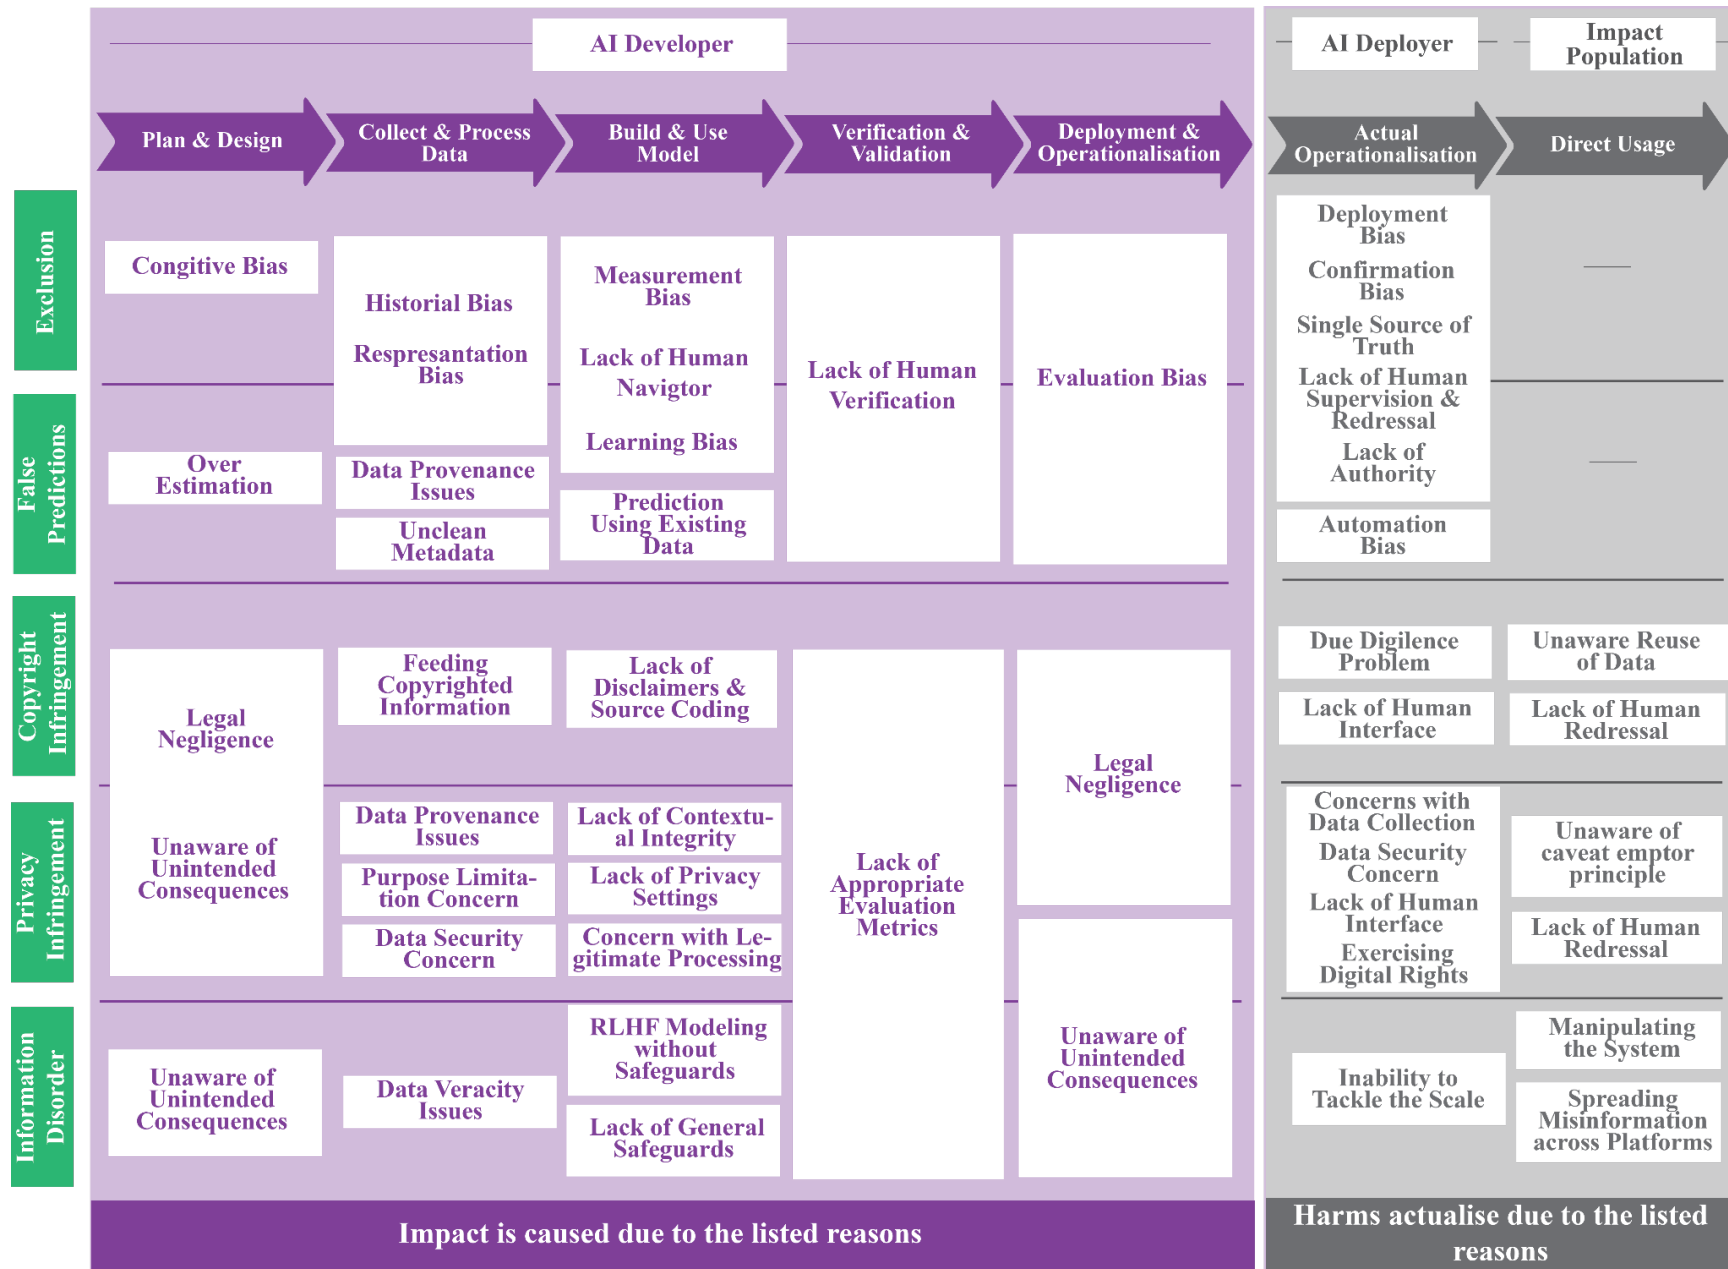 AI Developer
AI Deployer
Impact
Population
Plan & Design
Collect & Process
Data
Build & Use
Model
Verification &
Validation
Deployment &
Operationalisation
Actual
Operationalisation
Direct Usage
Exclusion
Congitive Bias
Historial Bias
Respresantation
Bias
Measurement
Bias
Lack of Human
Navigtor
Learning Bias
Lack of Human
Verification
Evaluation Bias
Deployment
Bias
Confirmation
Bias
Single Source of
Truth
Lack of Human
Supervision &
Redressal
Lack of
Authority
False
Predictions
Over
Estimation
Data Provenance
Issues
Unclean
Metadata
Prediction
Using Existing
Data
Automation
Bias
Copyright
Infringement
Legal
Negligence
Feeding
Copyrighted
Information
Lack of
Disclaimers &
Source Coding
Lack of
Appropriate
Evaluation
Metrics
Legal
Negligence
Due Digilence
Problem
Lack of Human
Interface
Unaware Reuse
of Data
Lack of Human
Redressal
Privacy
Infringement
Unaware of
Unintended
Consequences
Data Provenance
Issues
Purpose Limita-
tion Concern
Data Security
Concern
Lack of Contextu-
al Integrity
Lack of Privacy
Settings
Concern with Le-
gitimate Processing
Concerns with
Data Collection
Data Security
Concern
Lack of Human
Interface
Exercising
Digital Rights
Unaware of
caveat emptor
principle
Lack of Human
Redressal
Information
Disorder
Unaware of
Unintended
Consequences
Data Veracity
Issues
RLHF Modeling
without
Safeguards
Lack of General
Safeguards
Unaware of
Unintended
Consequences
Inability to
Tackle the Scale
Manipulating
the System
Spreading
Misinformation
across Platforms
Impact is caused due to the listed reasons
Harms actualise due to the listed
reasons